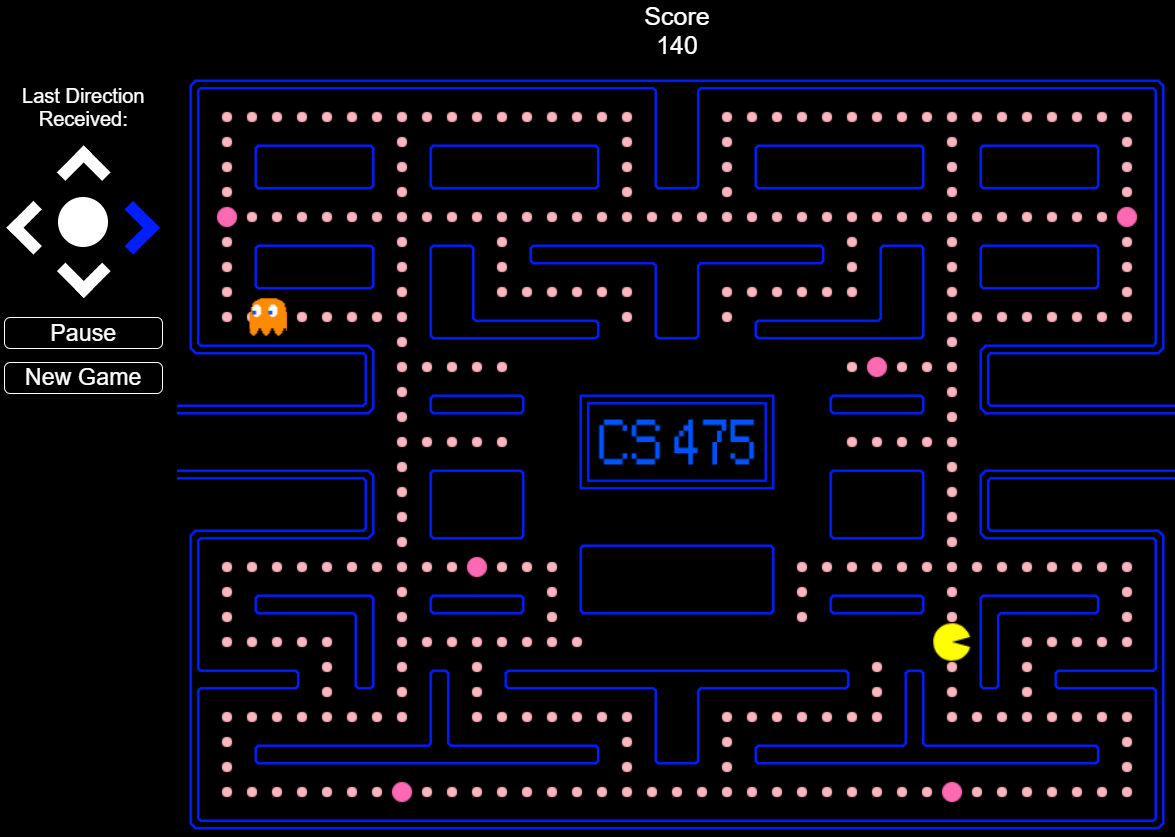 Score
140
Last Direction
Received:
Pause
New Game
CS 475